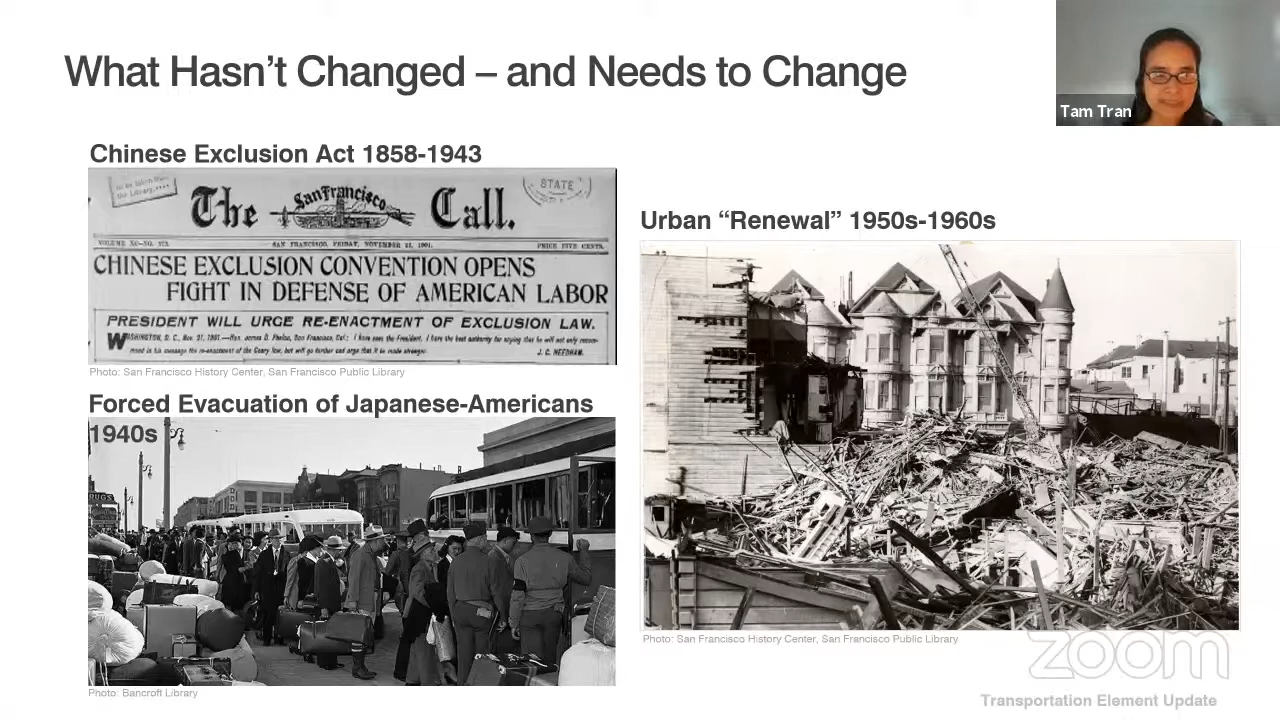 What Hasn't Changed – and Needs to Change
Tam Tran
Chinese Exclusion Act 1858-1943
The San Francisco Call.
STATE
SAN FRANCISCO, FRIDAY, NOVEMBER 22, 1901.
PRICE FIVE CENTS.
CHINESE EXCLUSION CONVENTION OPENS
FIGHT IN DEFENSE OF AMERICAN LABOR
PRESIDENT WILL URGE RE-ENACTMENT OF EXCLUSION LAW.
J. C. NEEDHAM.
Photo: San Francisco History Center, San Francisco Public Library
Forced Evacuation of Japanese-Americans
1940s
DRUGS
Photo: Bancroft Library
Urban “Renewal” 1950s-1960s
Photo: San Francisco History Center, San Francisco Public Library
zoom
Transportation Element Update